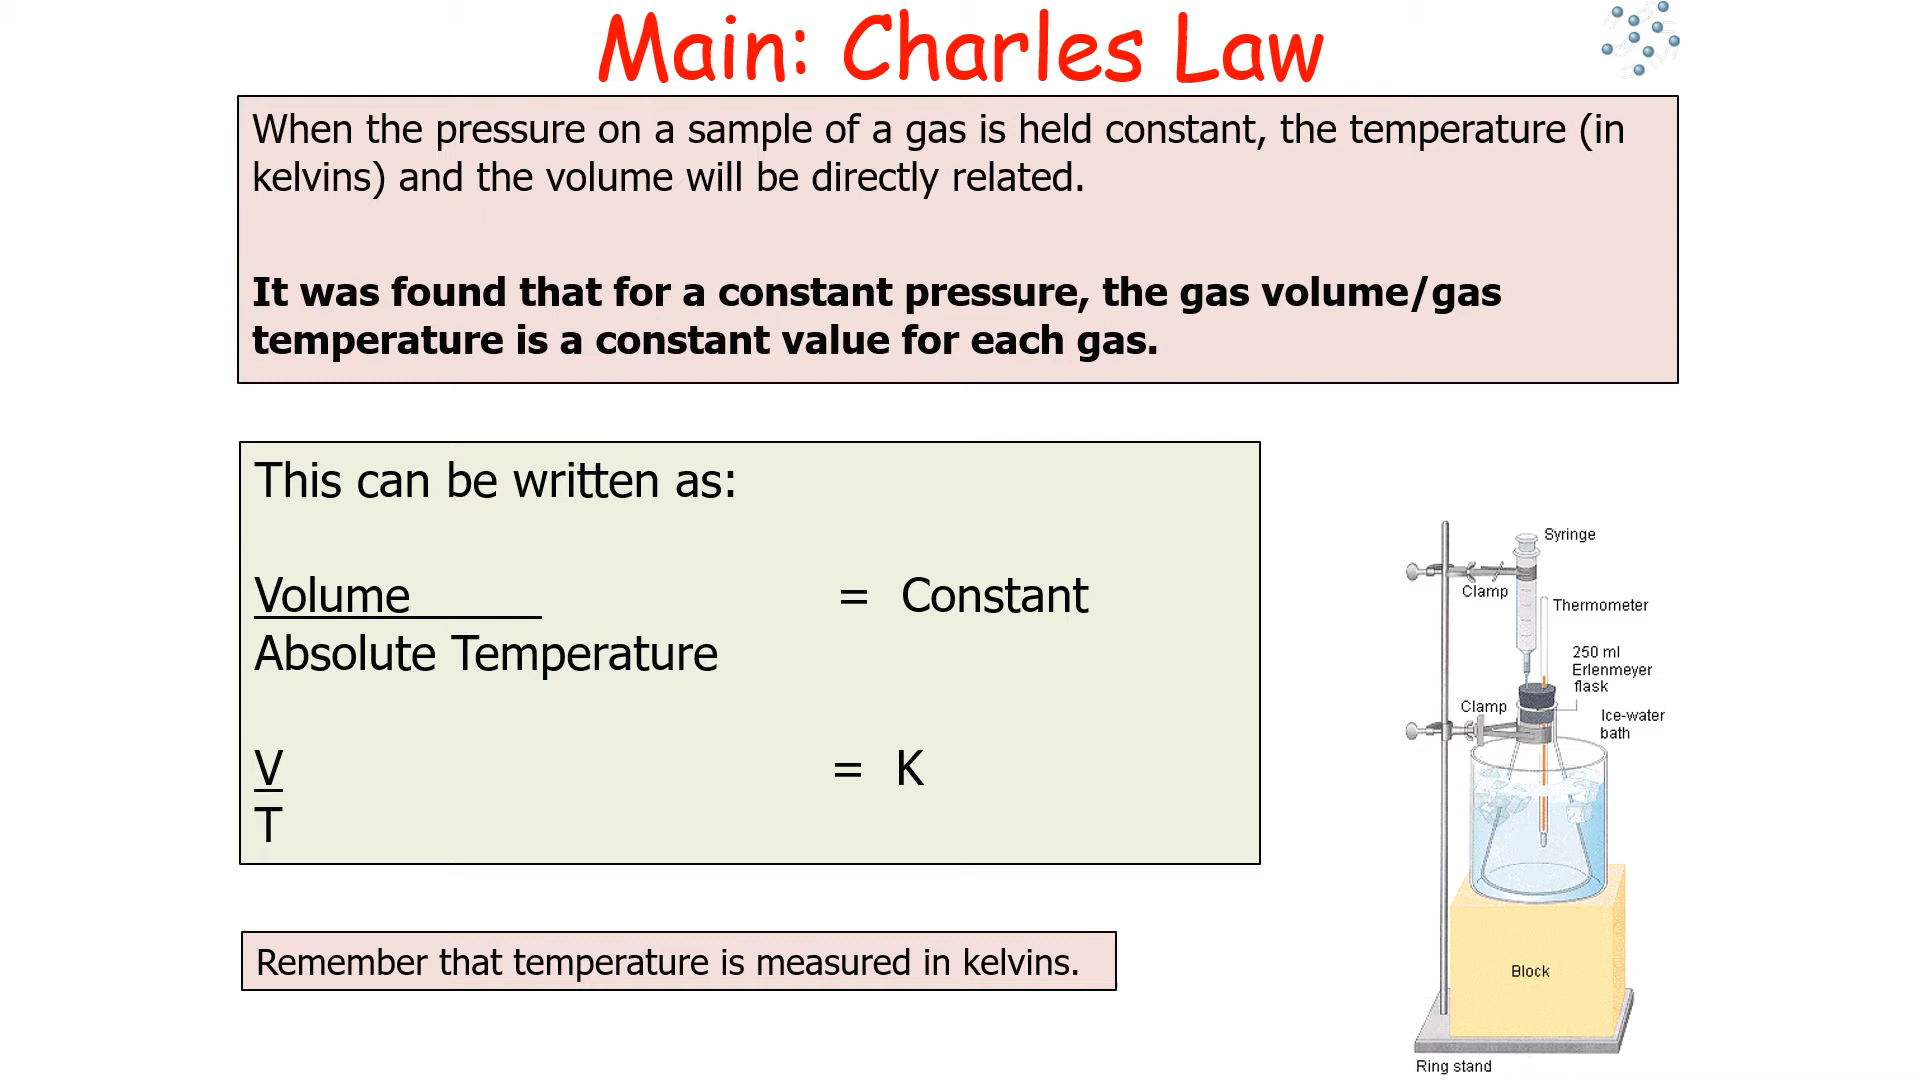 Main: Charles Law
When the pressure on a sample of a gas is held constant, the temperature (in
kelvins) and the volume will be directly related.
It was found that for a constant pressure, the gas volume/gas
temperature is a constant value for each gas.
This can be written as:
Volume = Constant
Absolute Temperature
V = K
T
Remember that temperature is measured in kelvins.
Syringe
Clamp
Thermometer
250 ml
Erlenmeyer
flask
Clamp
Ice-water
bath
Block
Ring stand